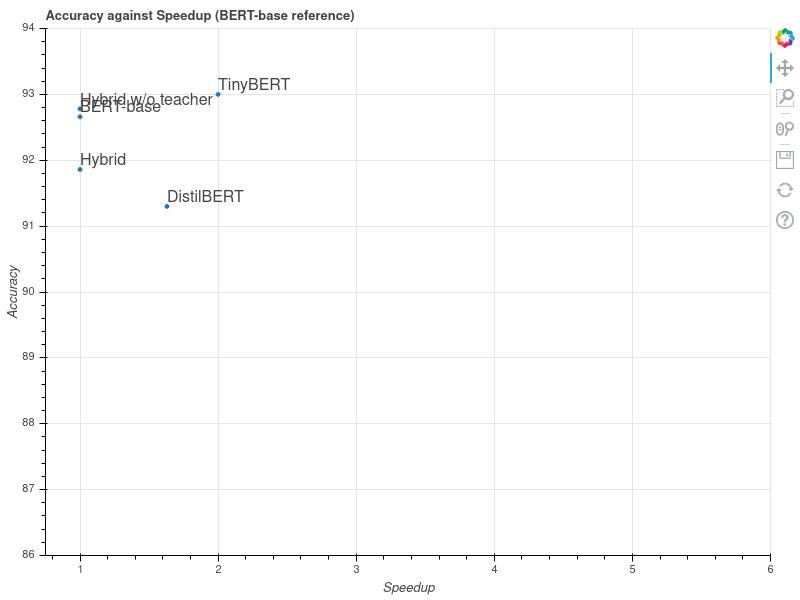 Accuracy against Speedup (BERT-base reference)
94
93
92
91
90
89
88
87
86
Accuracy
TinyBERT
Hybrid w/o teacher
BERT-base
Hybrid
DistilBERT
1
2
3
4
5
6
Speedup